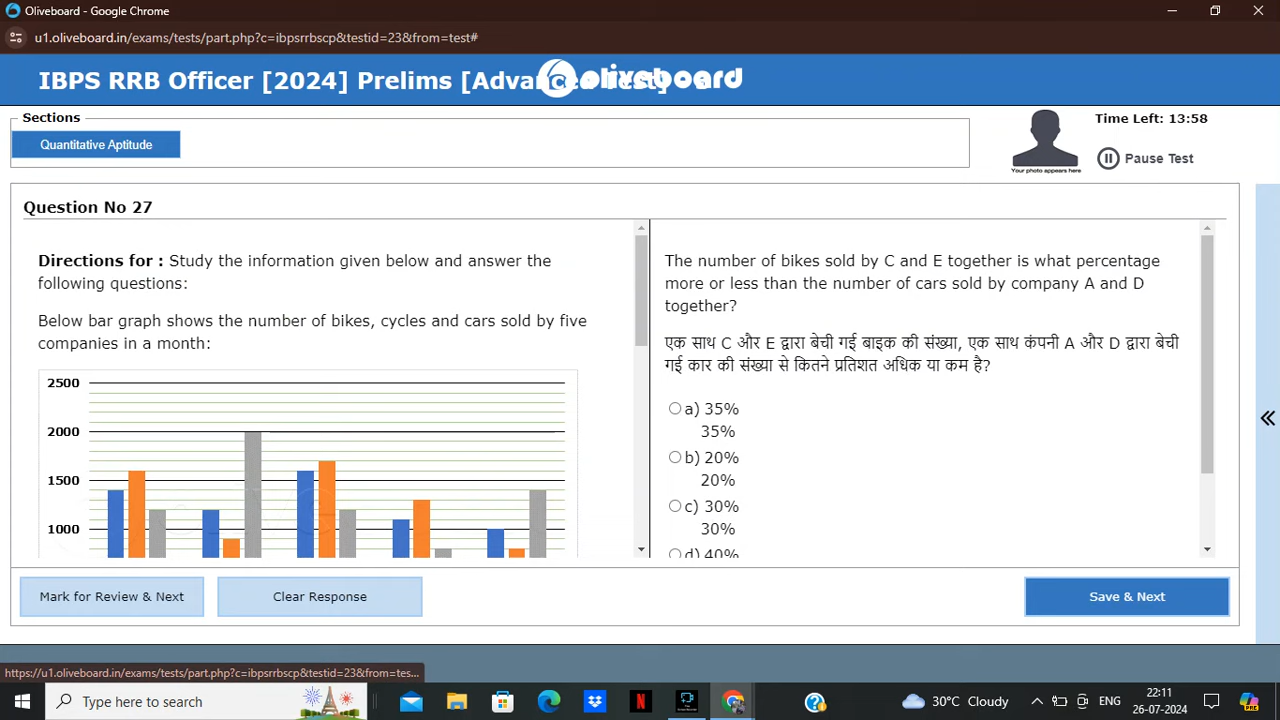 Oliveboard - Google Chrome
u1.oliveboard.in/exams/tests/part.php?c=ibpsrrbscp&testid=23&from=test#
IBPS RRB Officer [2024] Prelims [Advanced Test]
oliveboard
Sections
Quantitative Aptitude
Your photo appears here
Time Left: 13:58
Pause Test
Question No 27
Directions for : Study the information given below and answer the
following questions:
Below bar graph shows the number of bikes, cycles and cars sold by five
companies in a month:
2500
2000
1500
1000
The number of bikes sold by C and E together is what percentage
more or less than the number of cars sold by company A and D
together?
एक साथ C और E द्वारा बेची गई बाइक की संख्या, एक साथ कंपनी A और D द्वारा बेची
गई कार की संख्या से कितने प्रतिशत अधिक या कम है?
a) 35%
35%
b) 20%
20%
c) 30%
30%
d) 40%
Mark for Review & Next
Clear Response
Save & Next
https://u1.oliveboard.in/exams/tests/part.php?c=ibpsrrbscp&testid=23&from=tes...
Type here to search
30°C Cloudy
ENG
22:11
26-07-2024